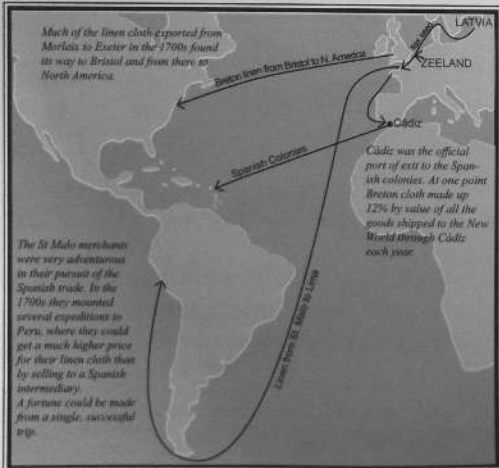 Much of the linen cloth exported from
Morlaix to Exeter in the 1700s found
its way to Bristol and from there to
North America.
LATVIA
flax seed
ZEELAND
Breton linen from Bristol to N. America
Cádiz
Spanish Colonies
Cádiz was the official
port of exit to the Span-
ish colonies. At one point
Breton cloth made up
12% by value of all the
goods shipped to the New
World through Cádiz
each year.
The St Malo merchants
were very adventurous
in their pursuit of the
Spanish trade. In the
1700s they mounted
several expeditions to
Peru, where they could
get a much higher price
for their linen cloth than
by selling to a Spanish
intermediary.
A fortune could be made
from a single, successful
trip.
Linen from St. Malo to Lima